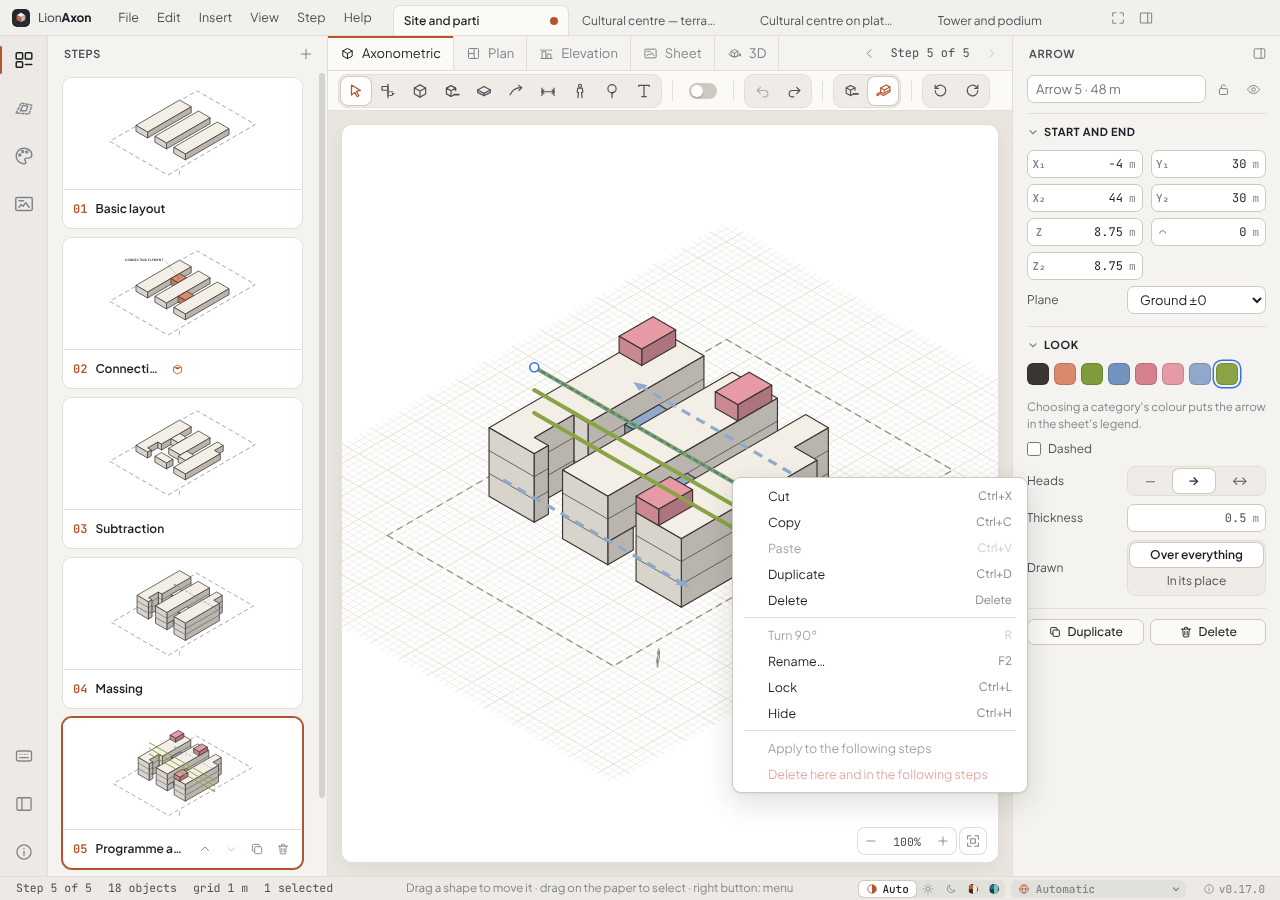 LionAxon
File
Edit
Insert
View
Step
Help
Site and parti
Cultural centre — terra...
Cultural centre on plat...
Tower and podium
STEPS
Axonometric
Plan
Elevation
Sheet
3D
Step 5 of 5
ARROW
Arrow 5 · 48 m
START AND END
X₁ -4 m
Y₁ 30 m
X₂ 44 m
Y₂ 30 m
Z 8.75 m
0 m
Z₂ 8.75 m
Plane
Ground ±0
LOOK
Choosing a category's colour puts the arrow
in the sheet's legend.
Dashed
Heads
Thickness
0.5 m
Drawn
Over everything
In its place
Duplicate
Delete
01 Basic layout
CONNECTING ELEMENT
02 Connecti...
03 Subtraction
04 Massing
05 Programme a...
Cut Ctrl+X
Copy Ctrl+C
Paste Ctrl+V
Duplicate Ctrl+D
Delete Delete
Turn 90° R
Rename... F2
Lock Ctrl+L
Hide Ctrl+H
Apply to the following steps
Delete here and in the following steps
100%
Step 5 of 5
18 objects
grid 1 m
1 selected
Drag a shape to move it · drag on the paper to select · right button: menu
Auto
Automatic
v0.17.0